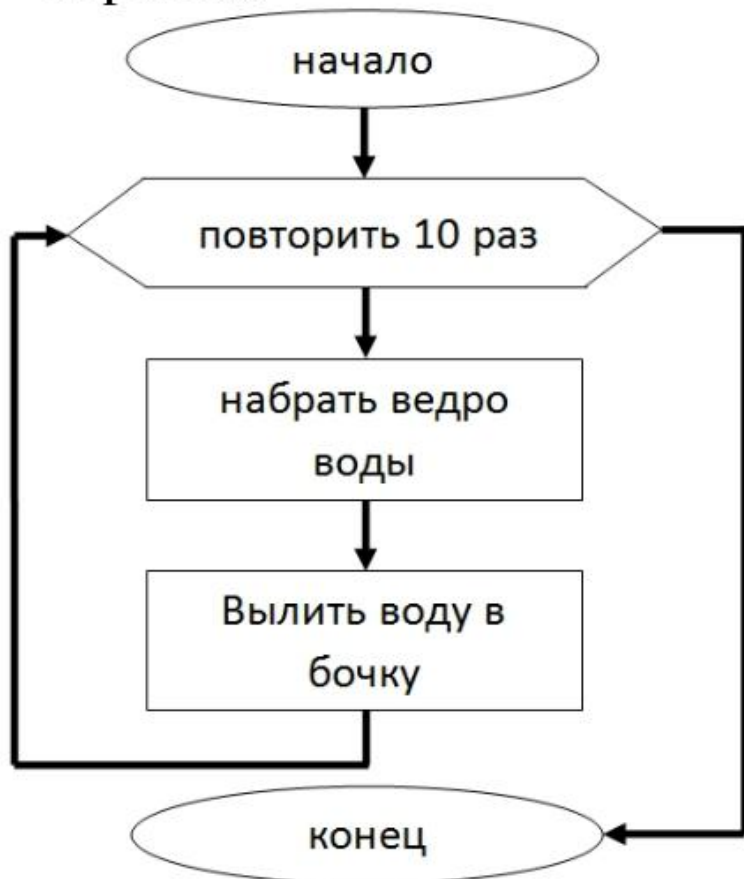 начало
повторить 10 раз
набрать ведро
воды
Вылить воду в
бочку
конец